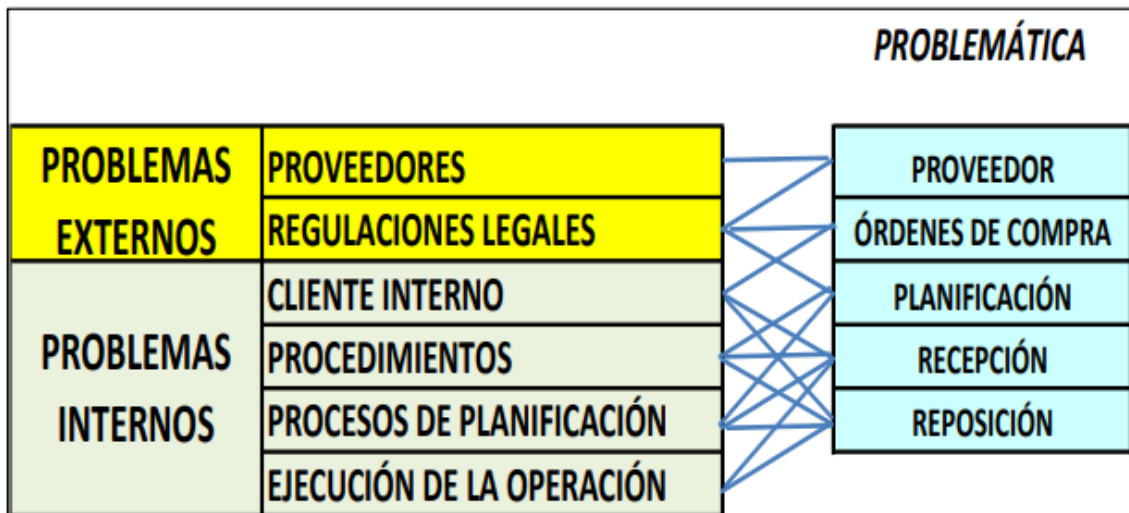 PROBLEMÁTICA
PROBLEMAS
EXTERNOS
PROVEEDORES
REGULACIONES LEGALES
PROBLEMAS
INTERNOS
CLIENTE INTERNO
PROCEDIMIENTOS
PROCESOS DE PLANIFICACIÓN
EJECUCIÓN DE LA OPERACIÓN
PROVEEDOR
ÓRDENES DE COMPRA
PLANIFICACIÓN
RECEPCIÓN
REPOSICIÓN